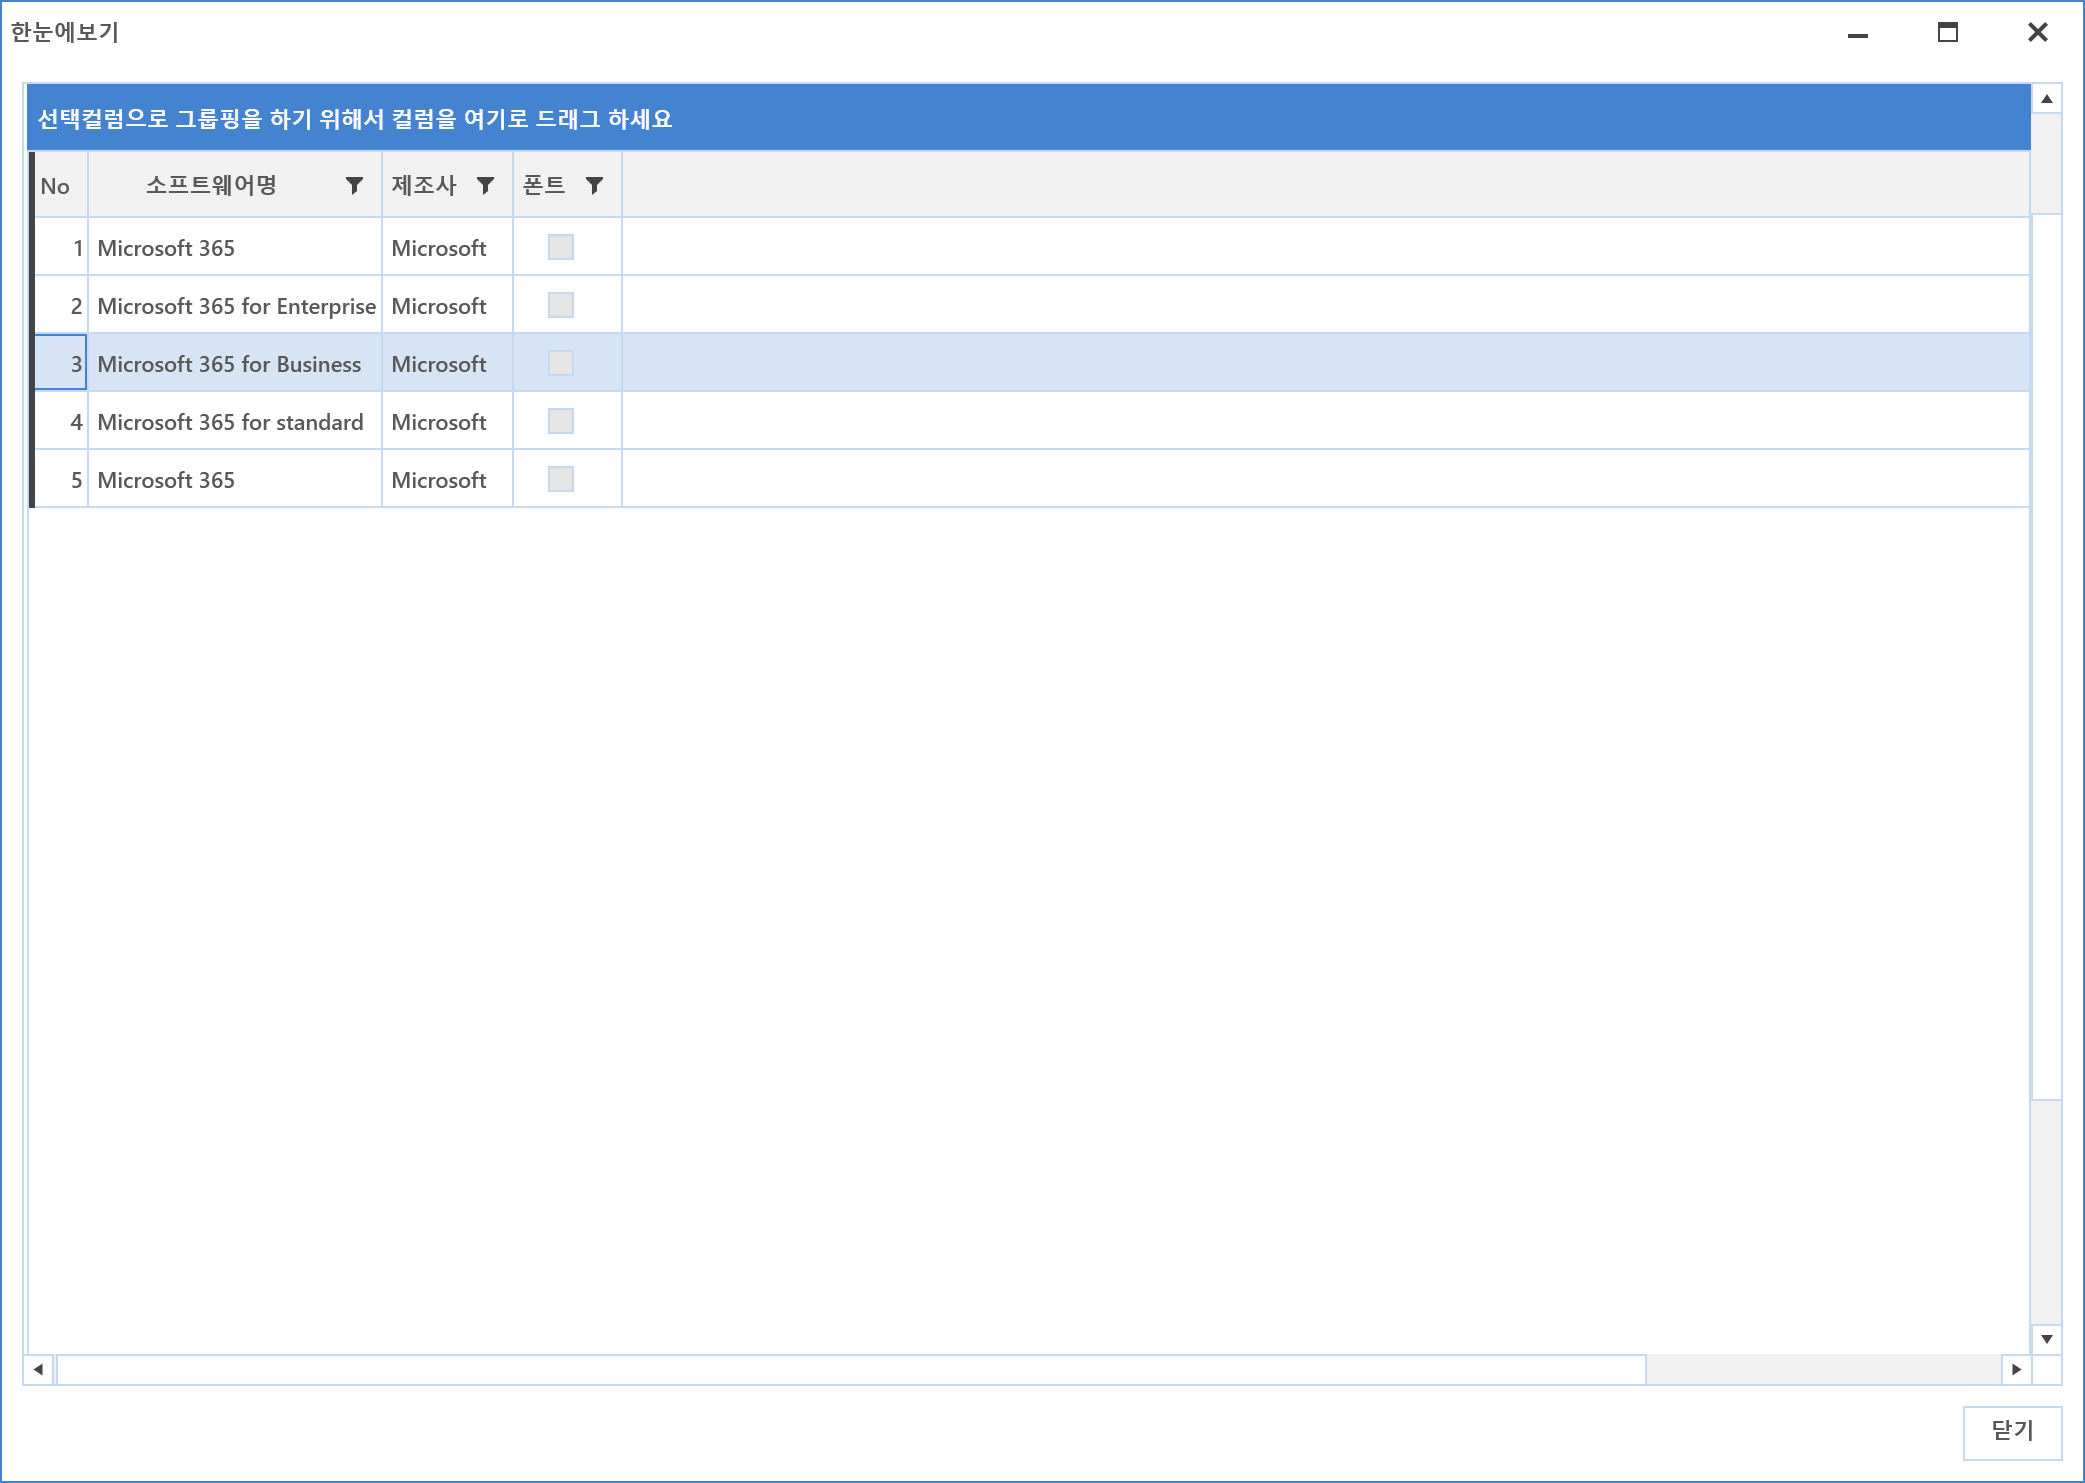 한눈에보기
선택컬럼으로 그룹핑을 하기 위해서 컬럼을 여기로 드래그 하세요
No 소프트웨어명 제조사 폰트
1 Microsoft 365 Microsoft
2 Microsoft 365 for Enterprise Microsoft
3 Microsoft 365 for Business Microsoft
4 Microsoft 365 for standard Microsoft
5 Microsoft 365 Microsoft
닫기